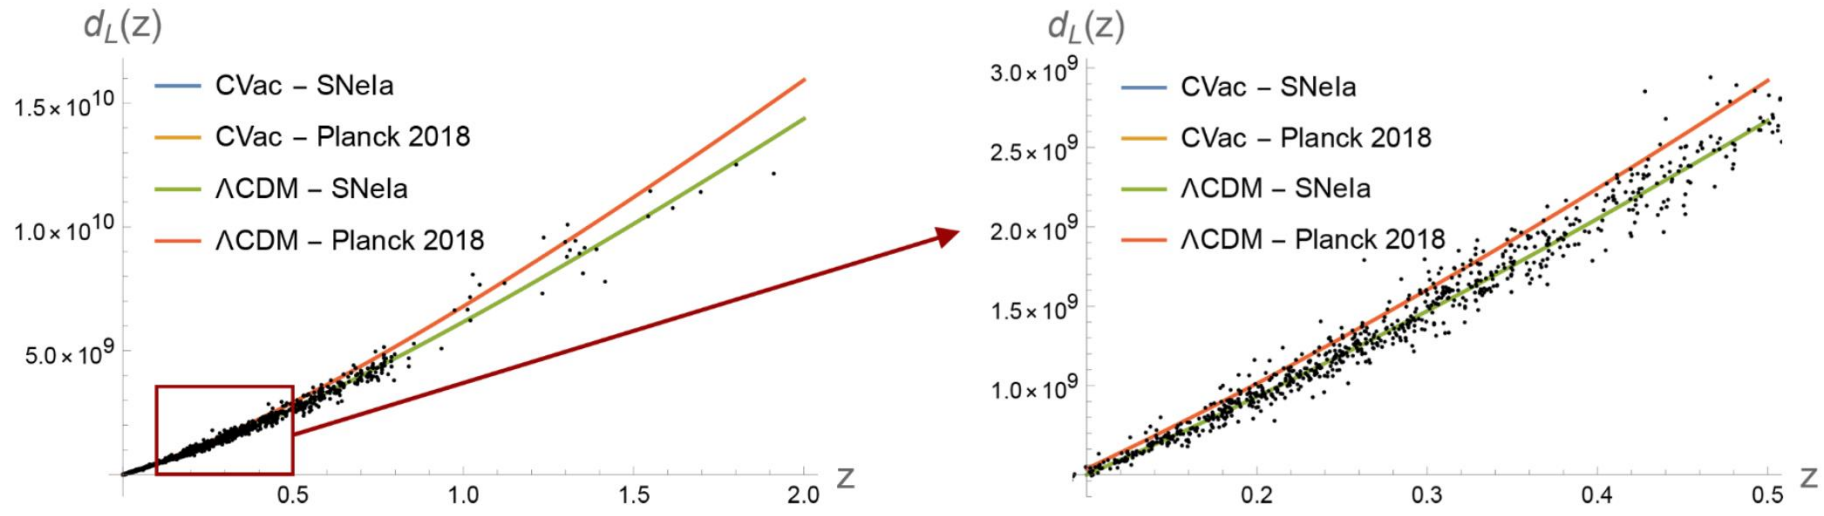 d_L(z)
CVac – SNeIa
CVac – Planck 2018
ΛCDM – SNeIa
ΛCDM – Planck 2018
1.5×10^10
1.0×10^10
5.0×10^9
0.5
1.0
1.5
2.0
z
d_L(z)
CVac – SNeIa
CVac – Planck 2018
ΛCDM – SNeIa
ΛCDM – Planck 2018
3.0×10^9
2.5×10^9
2.0×10^9
1.5×10^9
1.0×10^9
0.2
0.3
0.4
0.5
z